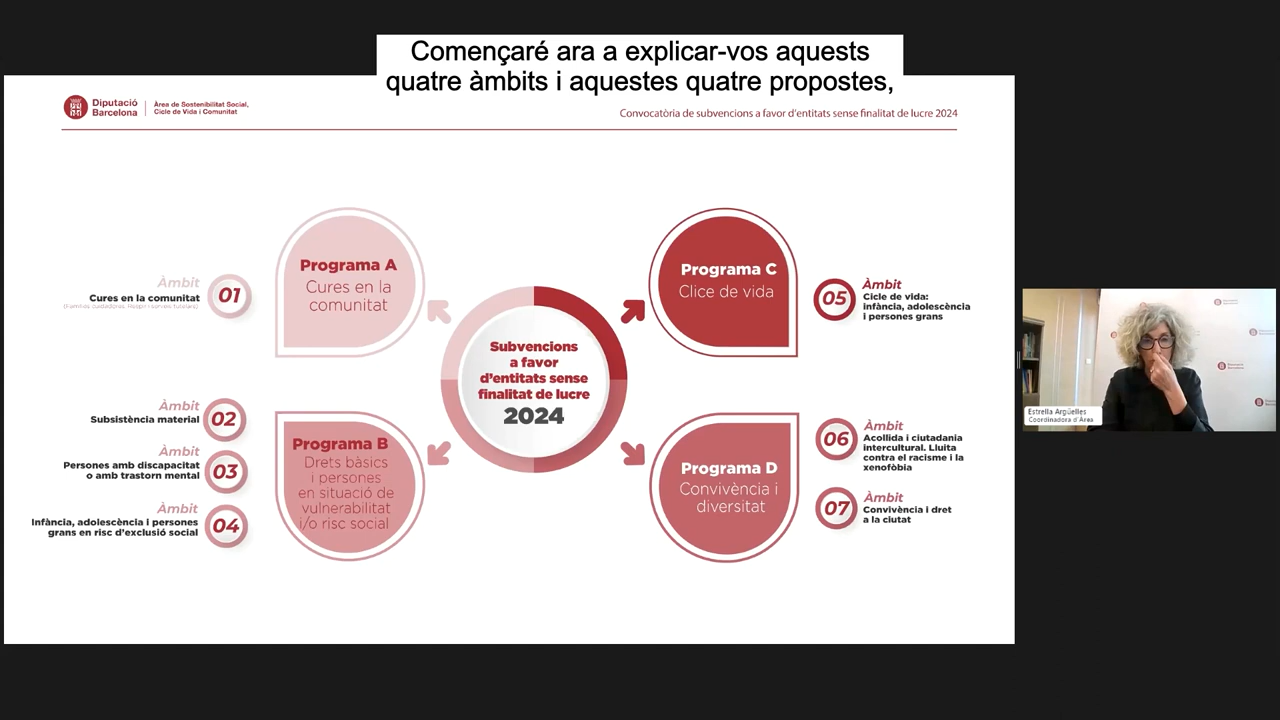 Començaré ara a explicar-vos aquests
quatre àmbits i aquestes quatre propostes,
Diputació
Barcelona
Àrea de Sostenibilitat Social,
Cicle de Vida i Comunitat
Convocatòria de subvencions a favor d'entitats sense finalitat de lucre 2024
Àmbit
01
Cures en la comunitat
Programa A
Cures en la
comunitat
Àmbit
02
Subsistència material
Àmbit
03
Persones amb discapacitat
o amb trastorn mental
Àmbit
04
Infància, adolescència i persones
grans en risc d'exclusió social
Programa B
Drets bàsics
i persones
en situació de
vulnerabilitat
i/o risc social
Subvencions
a favor
d'entitats sense
finalitat de lucre
2024
Programa C
Clice de vida
05
Àmbit
Cicle de vida:
infància, adolescència
i persones grans
Programa D
Convivència i
diversitat
06
Àmbit
Acollida i ciutadania
intercultural. Lluita
contra el racisme i la
xenofòbia
07
Àmbit
Convivència i dret
a la ciutat
Estrella Argüelles
Coordinadora d'Àrea